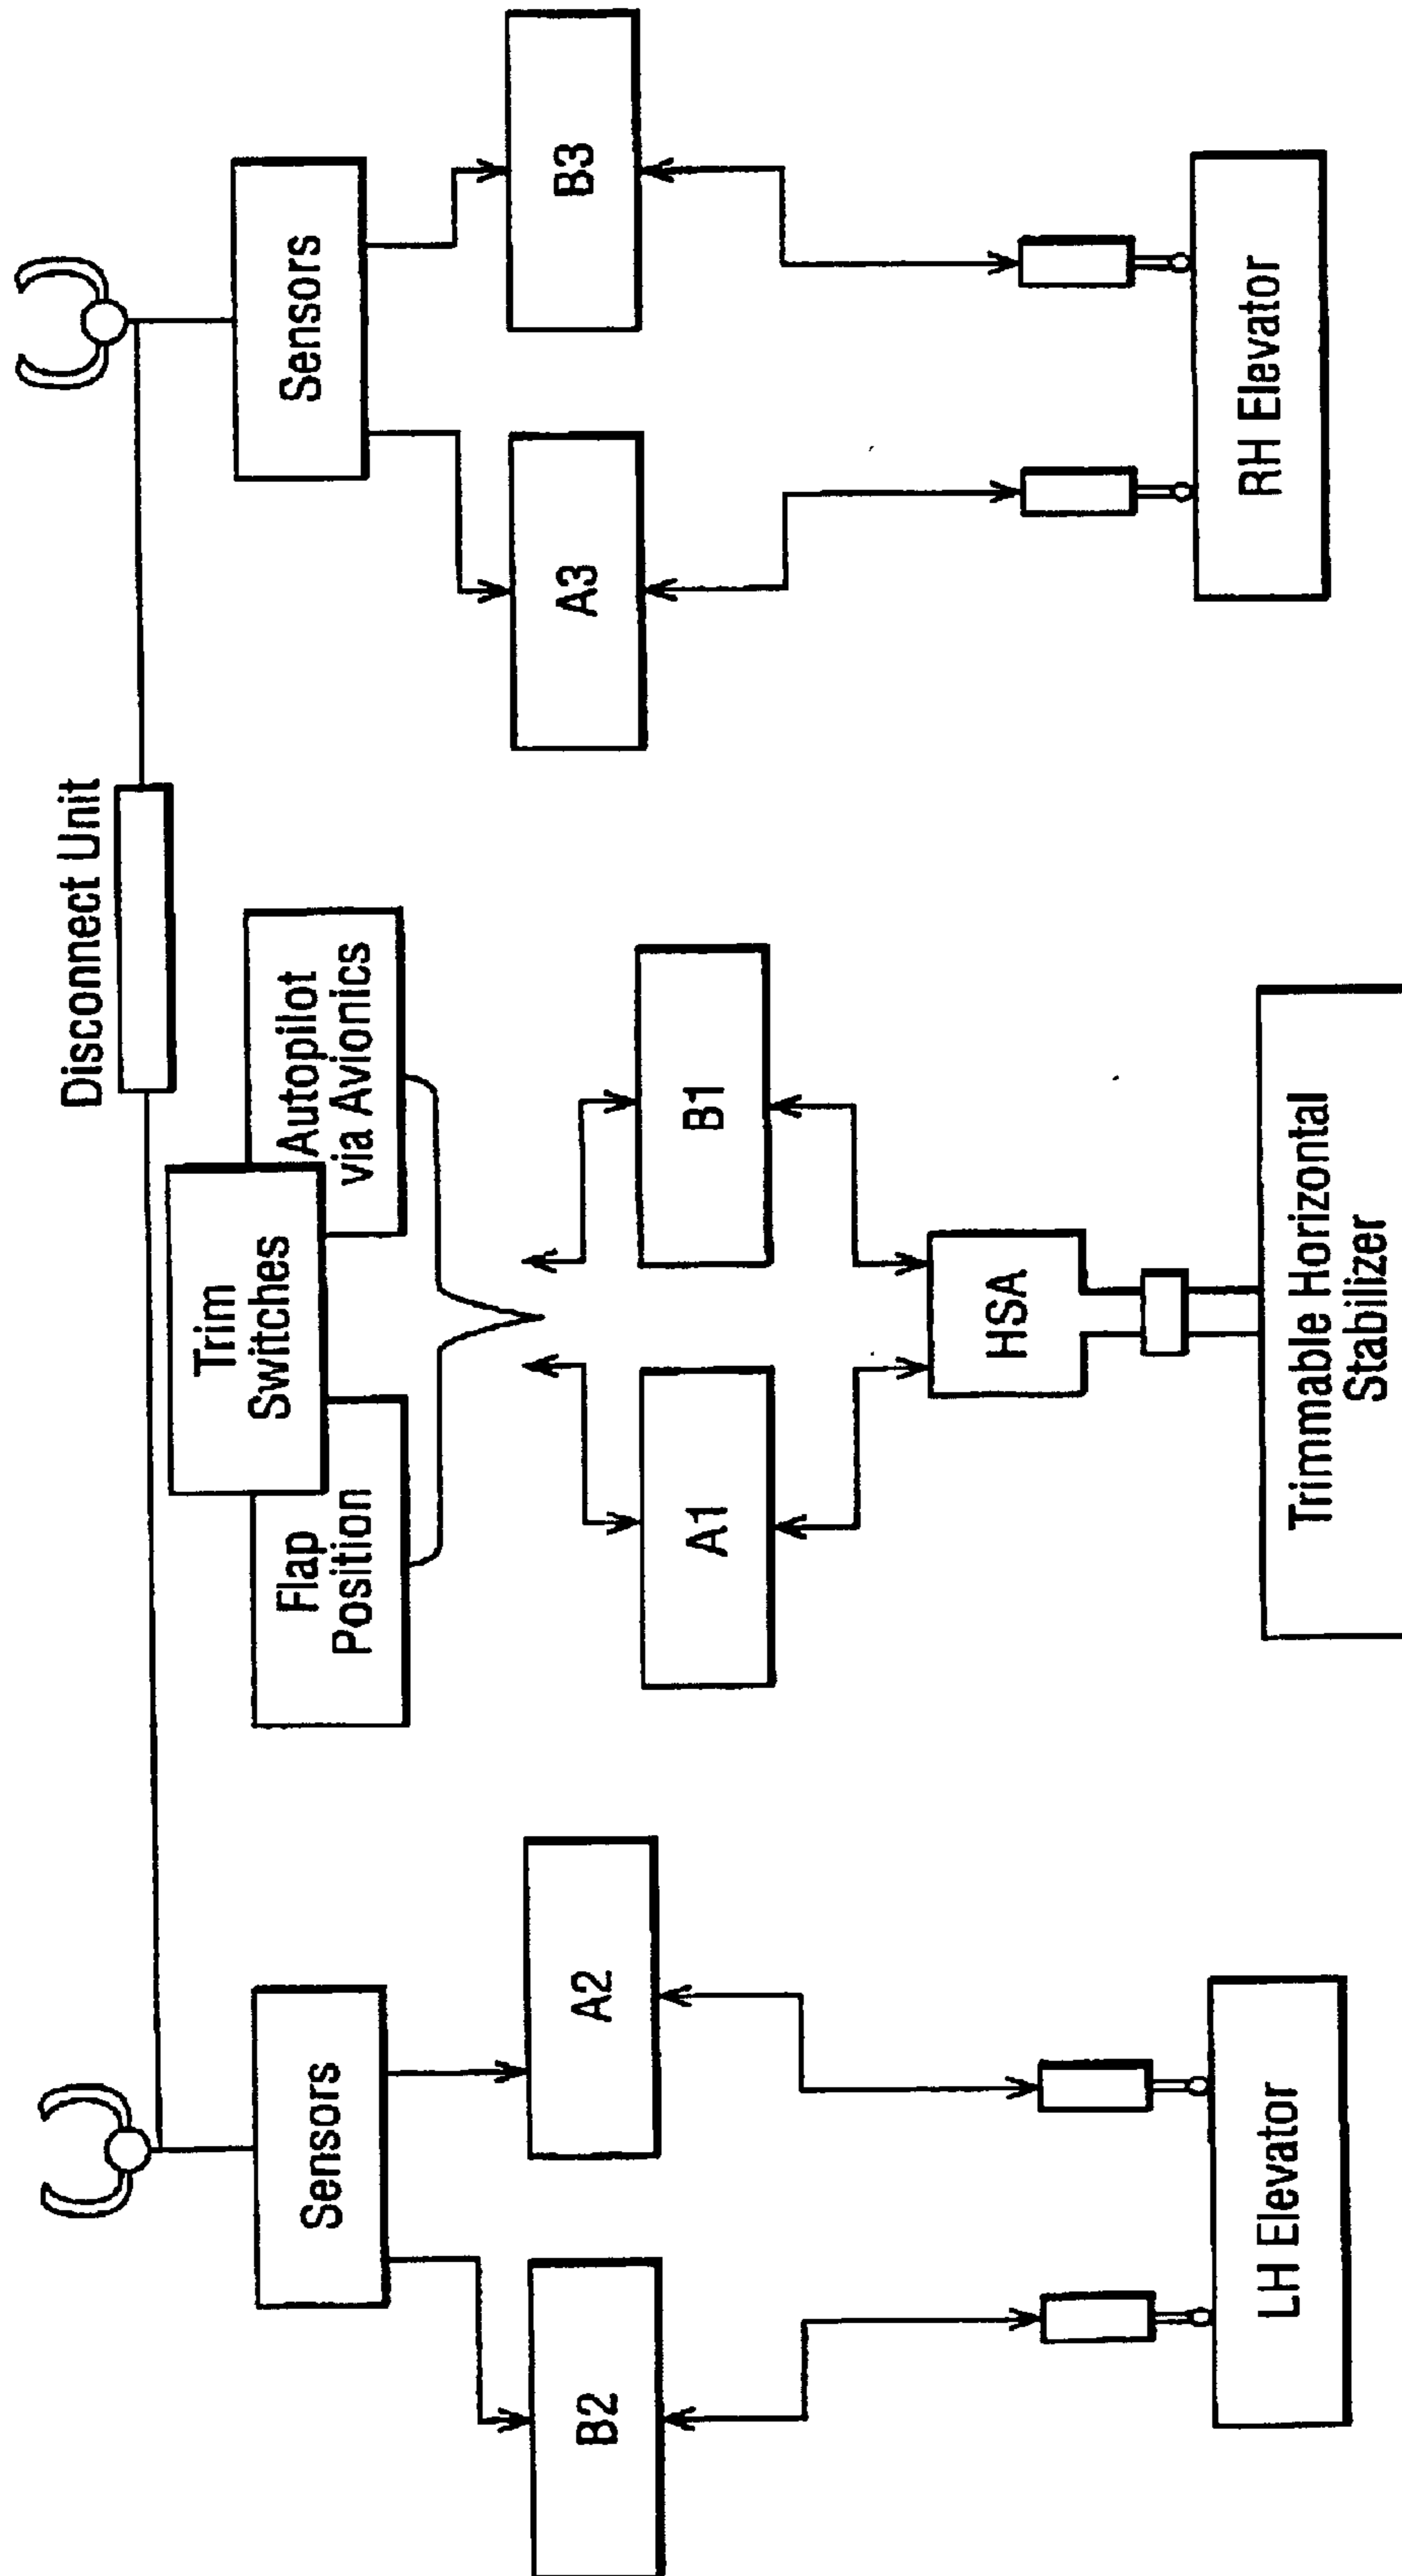 Disconnect Unit
Trim
Switches
Flap
Position
Autopilot
via Avionics
Sensors
Sensors
B2
A2
A1
B1
A3
B3
HSA
LH Elevator
Trimmable Horizontal
Stabilizer
RH Elevator